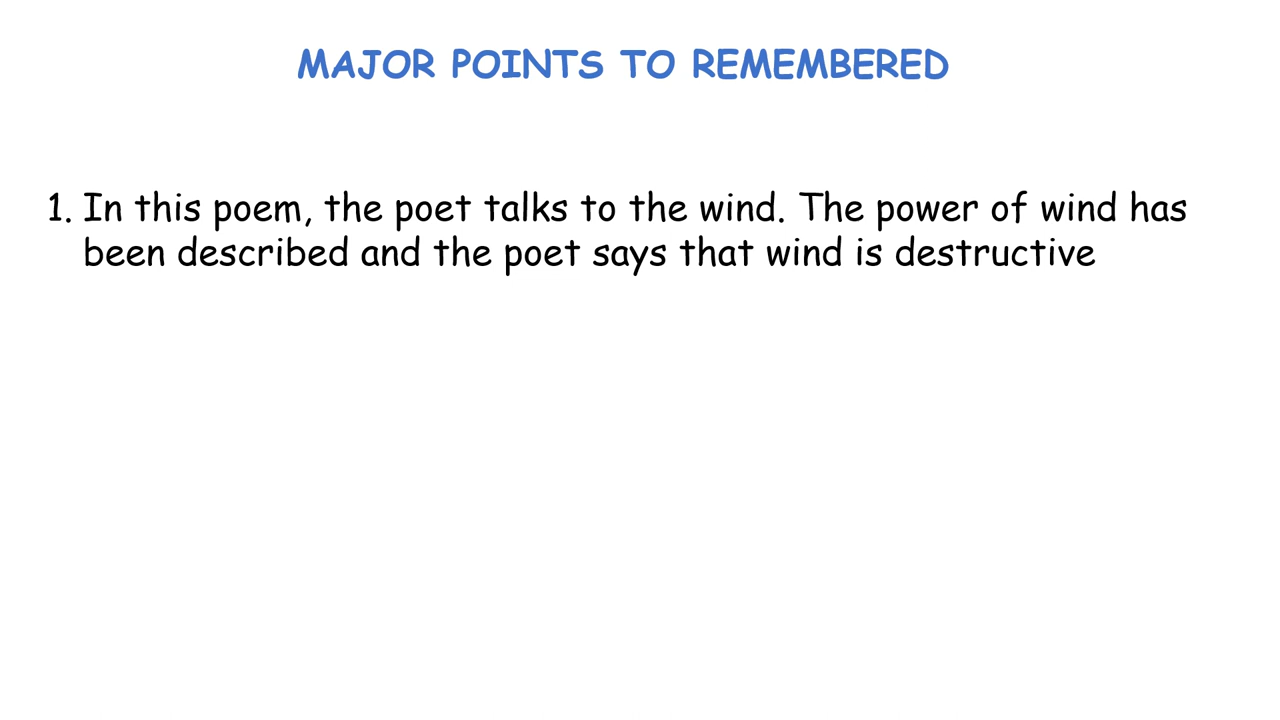 MAJOR POINTS TO REMEMBERED
1. In this poem, the poet talks to the wind. The power of wind has
been described and the poet says that wind is destructive